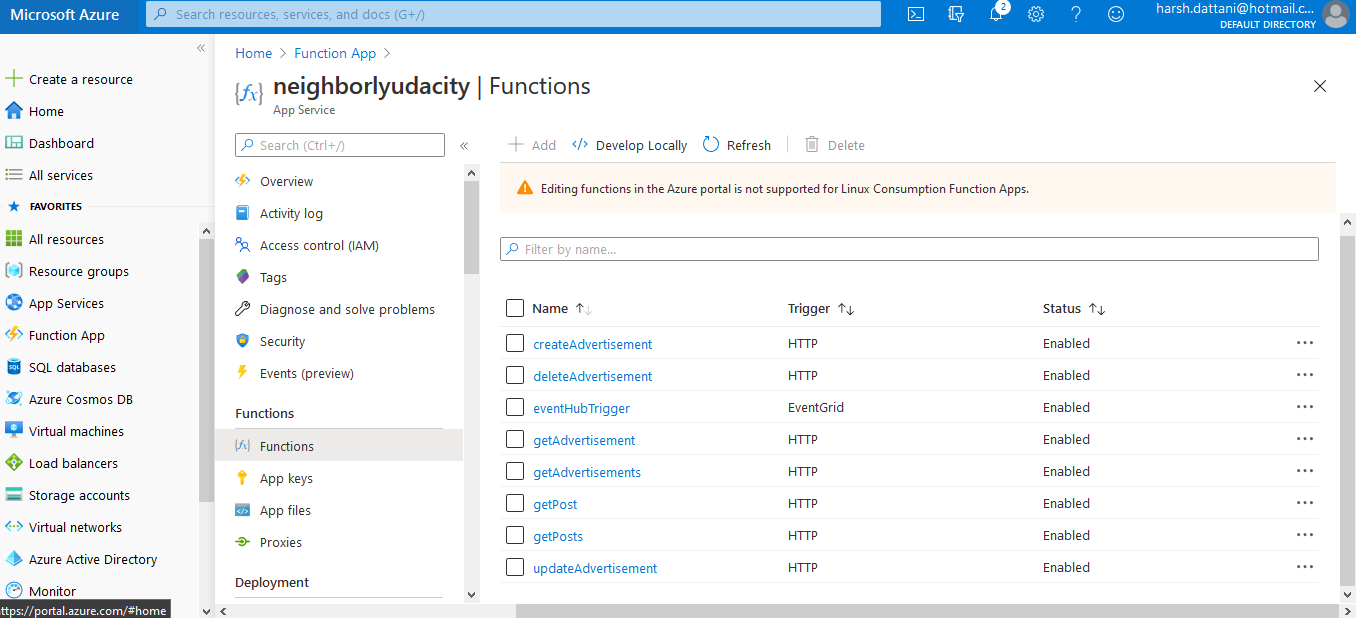 Microsoft Azure
Search resources, services, and docs (G+/)
2
harsh.dattani@hotmail.c...
DEFAULT DIRECTORY
«
Create a resource
Home
Dashboard
All services
FAVORITES
All resources
Resource groups
App Services
Function App
SQL databases
Azure Cosmos DB
Virtual machines
Load balancers
Storage accounts
Virtual networks
Azure Active Directory
Monitor
ttps://portal.azure.com/#home
Home > Function App >
neighborlyudacity | Functions
App Service
Search (Ctrl+/)
«
Overview
Activity log
Access control (IAM)
Tags
Diagnose and solve problems
Security
Events (preview)
Functions
Functions
App keys
App files
Proxies
Deployment
Add Develop Locally Refresh Delete
Editing functions in the Azure portal is not supported for Linux Consumption Function Apps.
Filter by name...
Name Trigger Status
createAdvertisement HTTP Enabled
deleteAdvertisement HTTP Enabled
eventHubTrigger EventGrid Enabled
getAdvertisement HTTP Enabled
getAdvertisements HTTP Enabled
getPost HTTP Enabled
getPosts HTTP Enabled
updateAdvertisement HTTP Enabled